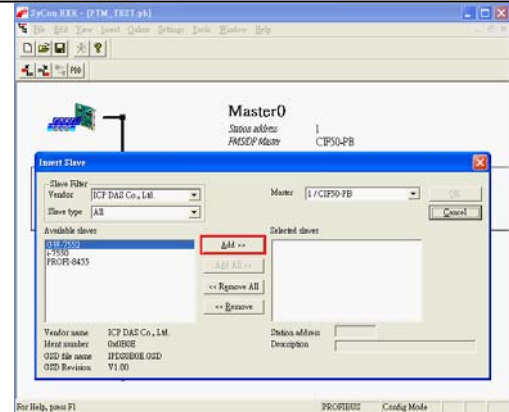 SyCon HXK - [PTM_TEST.pb]
File Edit View Insert Online Settings Tools Window Help
Master0
Station address 1
FMS/DP Master CIF50-PB
Insert Slave
Slave Filter
Vendor ICP DAS Co., Ltd.
Slave type All
Master 1 / CIF50-PB
OK
Cancel
Available slaves
Selected slaves
I-7550
PROFI-8455
Add >>
Add All >>
<< Remove All
<< Remove
Vendor name ICP DAS Co., Ltd.
Ident number 0x0B0E
GSD file name IPDS0B0E.GSD
GSD Revision V1.00
Station address
Description
For Help, press F1
PROFIBUS Config Mode